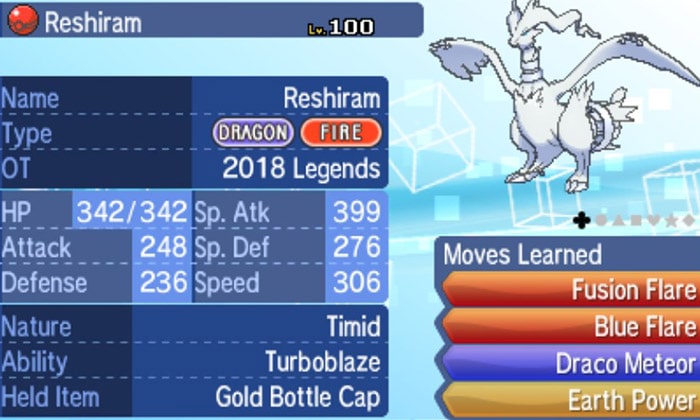 Reshiram Lv.100
Name Reshiram
Type DRAGON FIRE
OT 2018 Legends
HP 342/342 Sp. Atk 399
Attack 248 Sp. Def 276
Defense 236 Speed 306
Nature Timid
Ability Turboblaze
Held Item Gold Bottle Cap
Moves Learned
Fusion Flare
Blue Flare
Draco Meteor
Earth Power